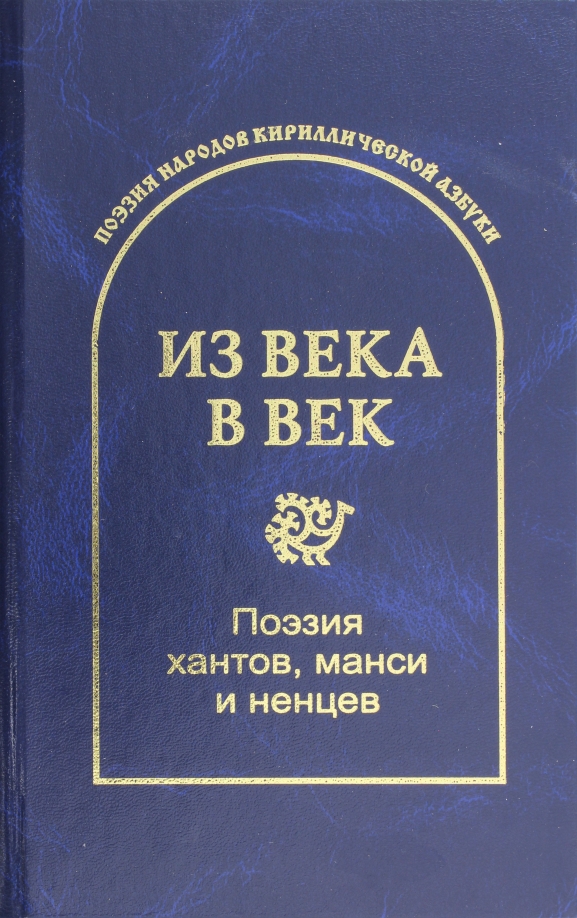 ПОЭЗИЯ НАРОДОВ КИРИЛЛИЧЕСКОЙ АЗБУКИ
ИЗ ВЕКА
В ВЕК
Поэзия
хантов, манси
и ненцев